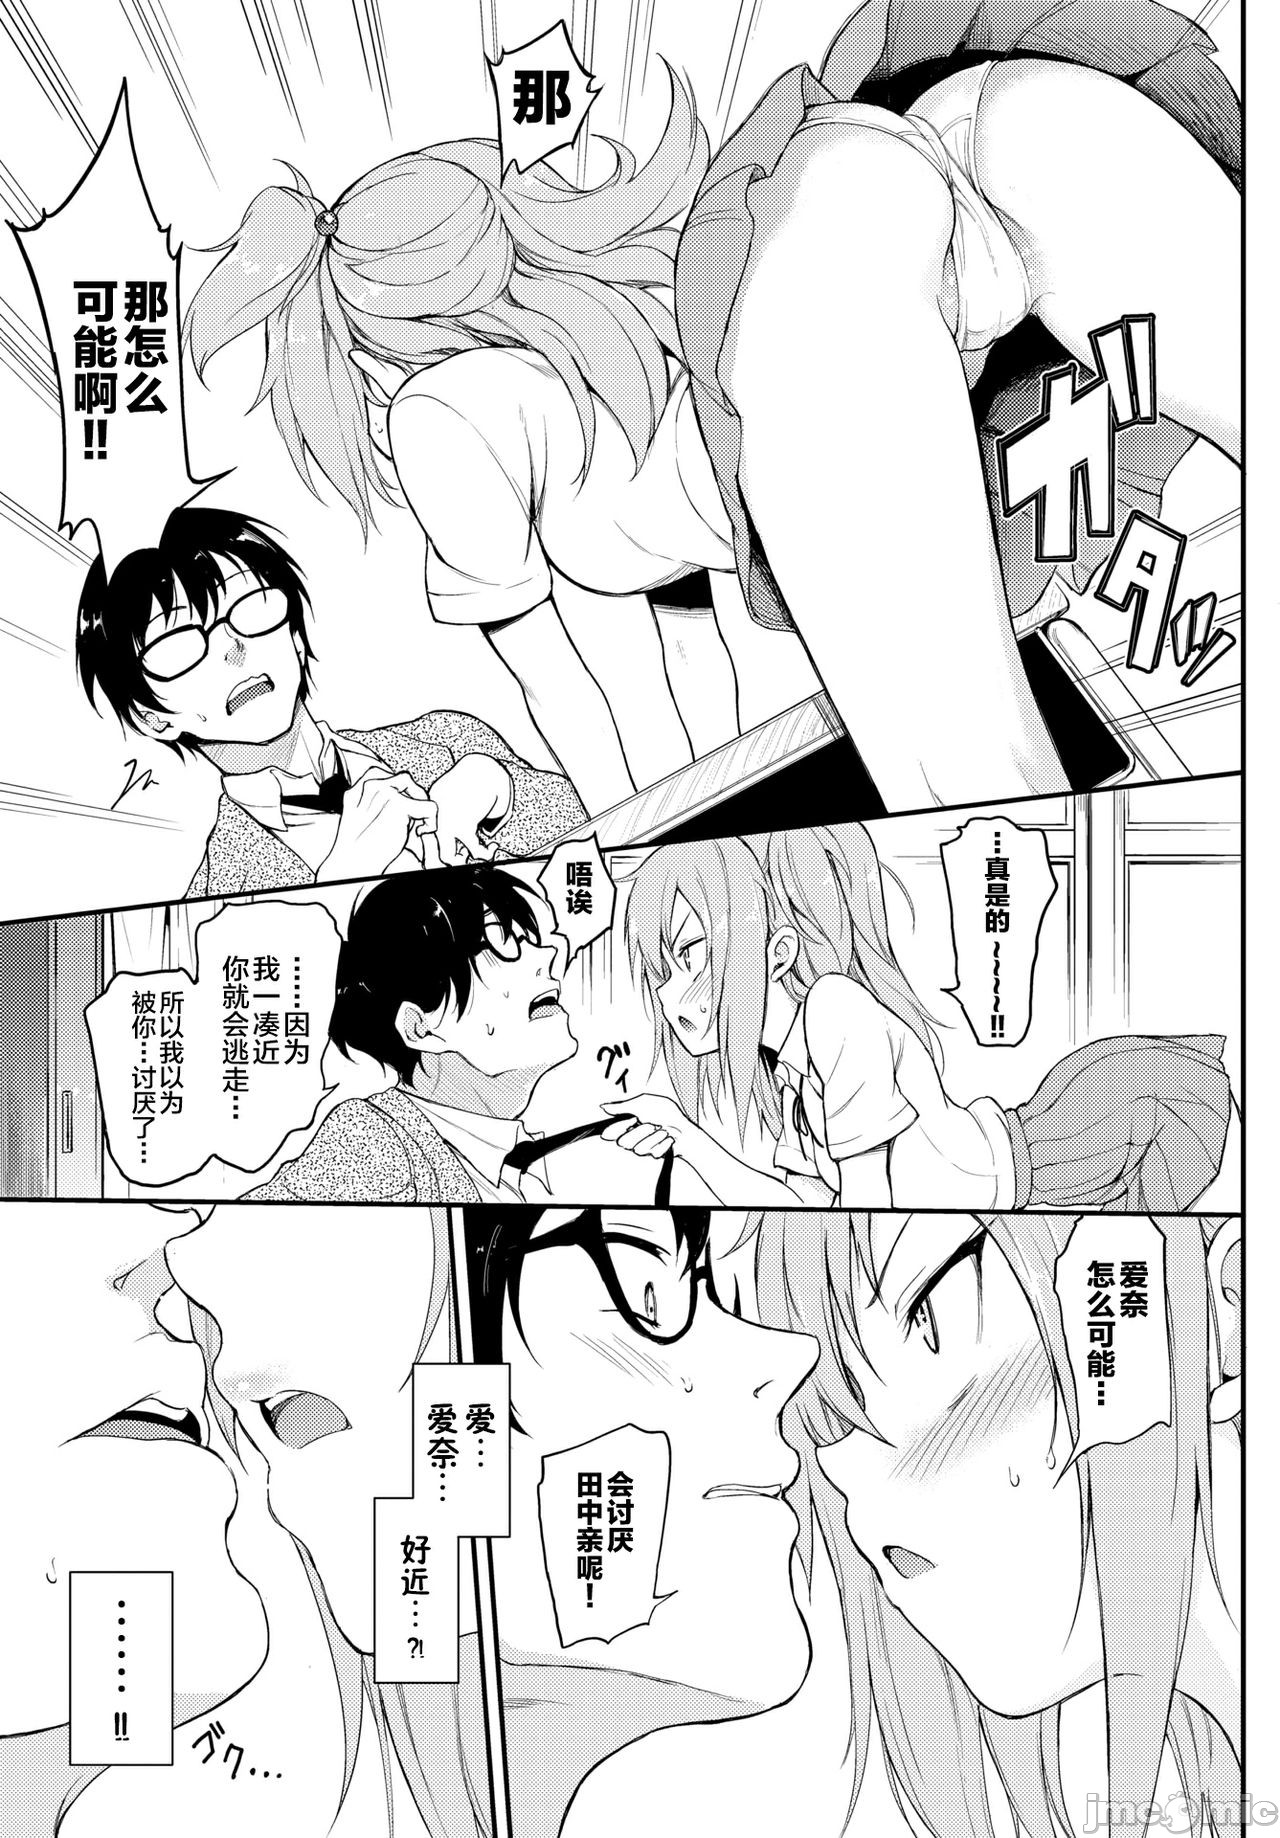 那
那怎么
可能啊!!
ガ
ガ
タッ
…真是的~~~~!!
唔诶
グイ
……因为
我一凑近
你就会逃走…
所以我以为
被你…讨厌了…
爱奈
怎么可能…
会讨厌
田中亲呢！
爱…
爱奈…
好近…?!
……!!
ゴク…
jmcomic